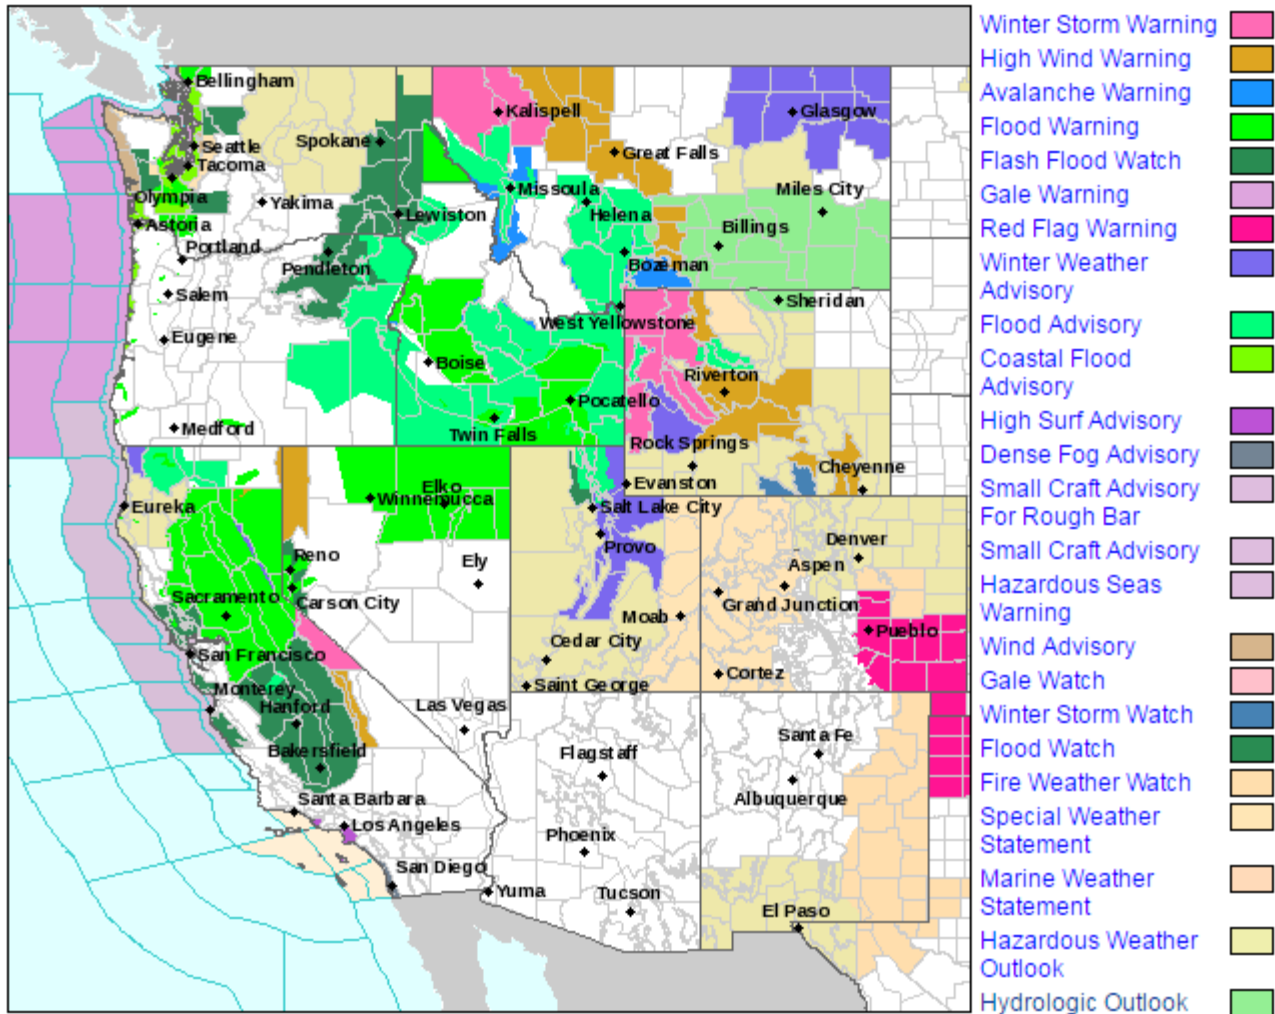 Bellingham
Seattle
Spokane
Tacoma
Olympia
Yakima
Astoria
Portland
Pendleton
Salem
Eugene
Medford
Kalispell
Great Falls
Glasgow
Missoula
Miles City
Helena
Lewiston
Billings
Bozeman
Sheridan
West Yellowstone
Boise
Riverton
Pocatello
Twin Falls
Rock Springs
Cheyenne
Elko
Winnemucca
Evanston
Eureka
Salt Lake City
Provo
Denver
Reno
Ely
Aspen
Sacramento
Carson City
Grand Junction
Moab
Pueblo
San Francisco
Cedar City
Cortez
Monterey
Saint George
Hanford
Las Vegas
Bakersfield
Flagstaff
Santa Fe
Albuquerque
Santa Barbara
Los Angeles
Phoenix
San Diego
Yuma
Tucson
El Paso
Winter Storm Warning
High Wind Warning
Avalanche Warning
Flood Warning
Flash Flood Watch
Gale Warning
Red Flag Warning
Winter Weather
Advisory
Flood Advisory
Coastal Flood
Advisory
High Surf Advisory
Dense Fog Advisory
Small Craft Advisory
For Rough Bar
Small Craft Advisory
Hazardous Seas
Warning
Wind Advisory
Gale Watch
Winter Storm Watch
Flood Watch
Fire Weather Watch
Special Weather
Statement
Marine Weather
Statement
Hazardous Weather
Outlook
Hydrologic Outlook